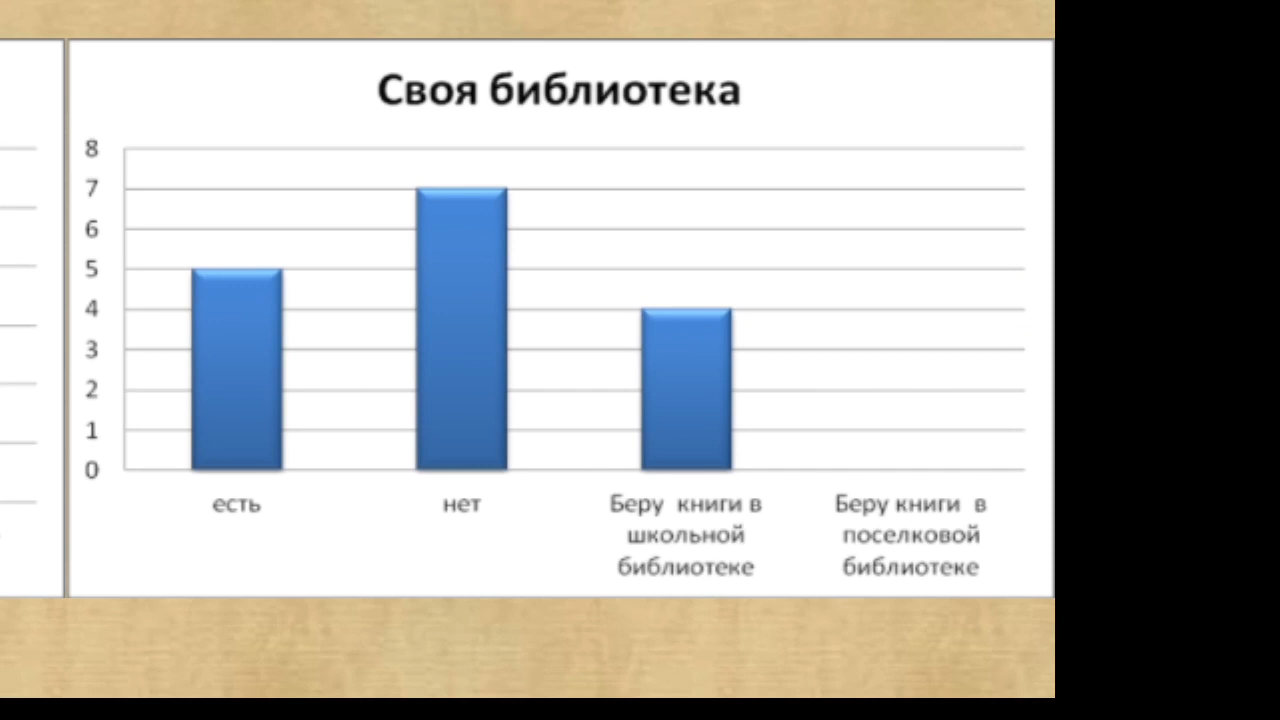 Своя библиотека
8
7
6
5
4
3
2
1
0
есть
нет
Беру книги в
школьной
библиотеке
Беру книги в
поселковой
библиотеке